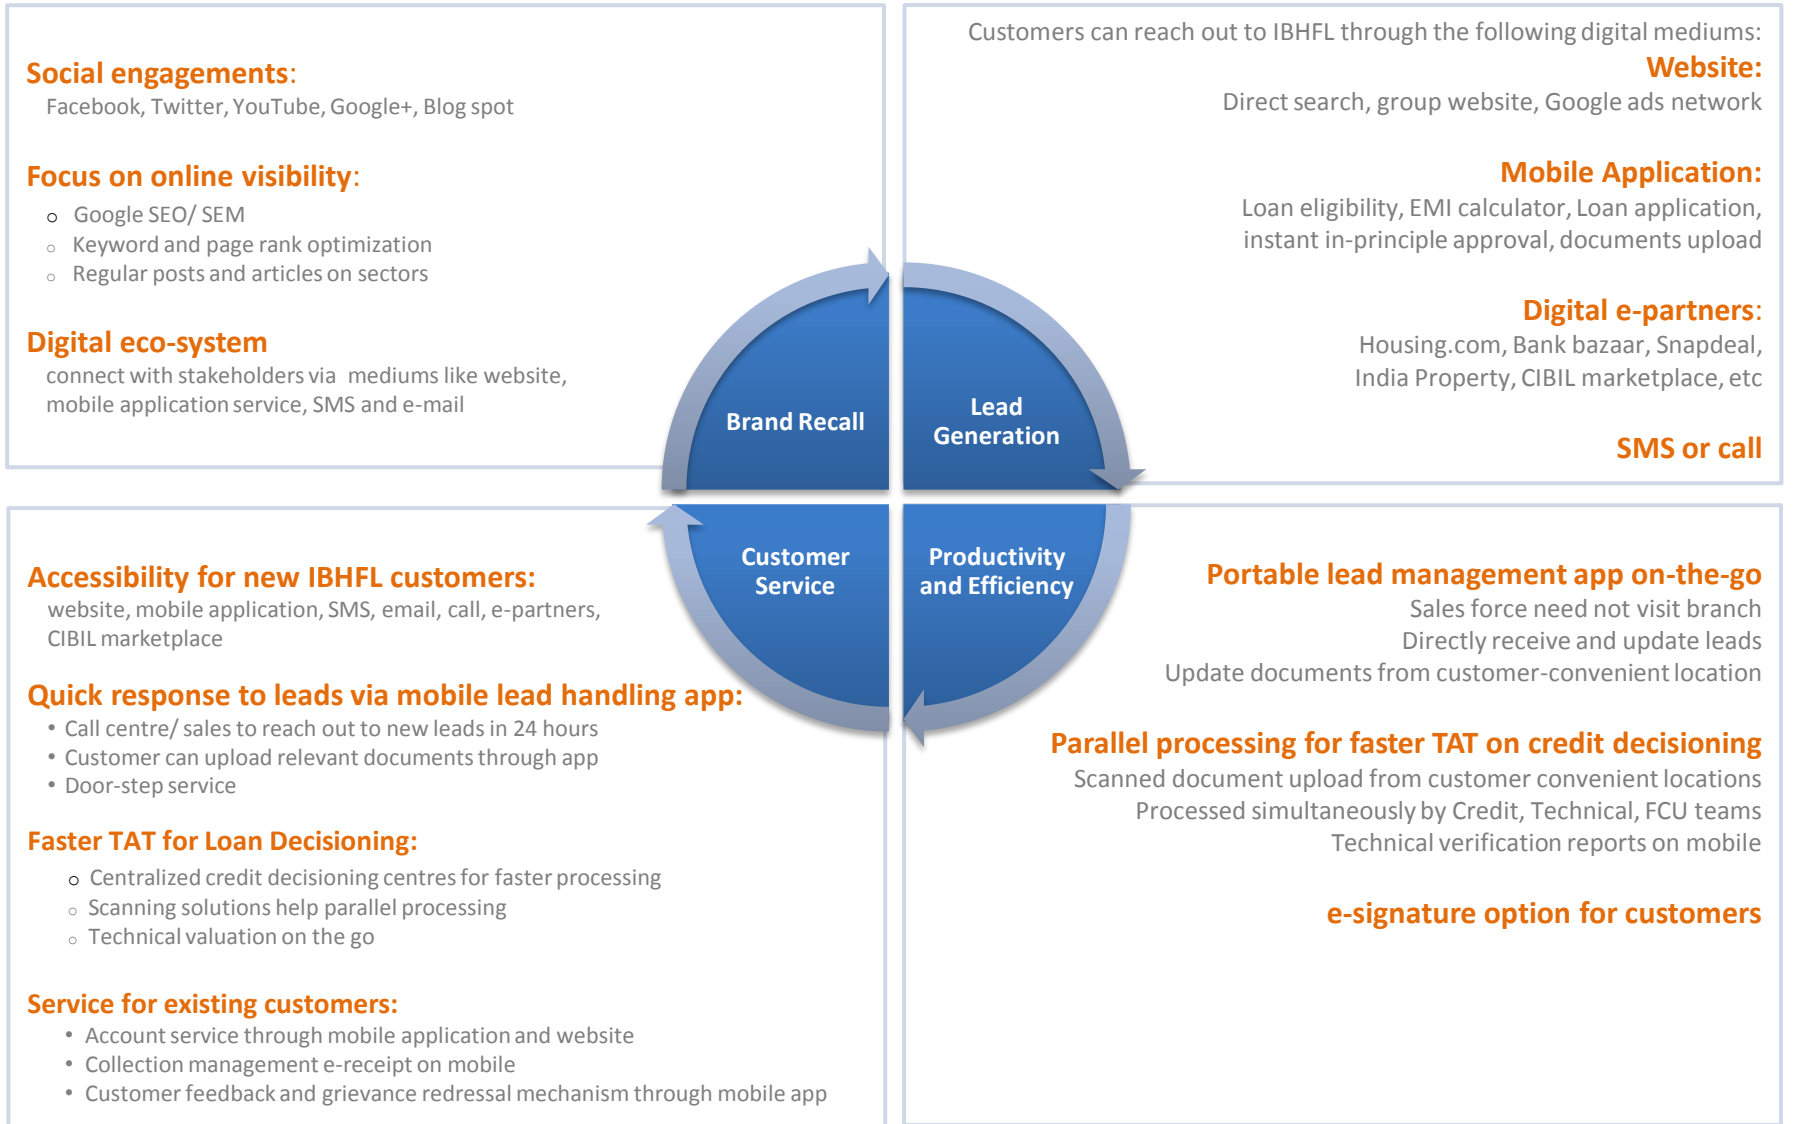 Social engagements:
Facebook, Twitter, YouTube, Google+, Blog spot
Focus on online visibility:
Google SEO/ SEM
Keyword and page rank optimization
Regular posts and articles on sectors
Digital eco-system
connect with stakeholders via mediums like website,
mobile application service, SMS and e-mail
Customers can reach out to IBHFL through the following digital mediums:
Website:
Direct search, group website, Google ads network
Mobile Application:
Loan eligibility, EMI calculator, Loan application,
instant in-principle approval, documents upload
Digital e-partners:
Housing.com, Bank bazaar, Snapdeal,
India Property, CIBIL marketplace, etc
SMS or call
Brand Recall
Lead
Generation
Customer
Service
Productivity
and Efficiency
Accessibility for new IBHFL customers:
website, mobile application, SMS, email, call, e-partners,
CIBIL marketplace
Quick response to leads via mobile lead handling app:
• Call centre/ sales to reach out to new leads in 24 hours
• Customer can upload relevant documents through app
• Door-step service
Faster TAT for Loan Decisioning:
Centralized credit decisioning centres for faster processing
Scanning solutions help parallel processing
Technical valuation on the go
Service for existing customers:
• Account service through mobile application and website
• Collection management e-receipt on mobile
• Customer feedback and grievance redressal mechanism through mobile app
Portable lead management app on-the-go
Sales force need not visit branch
Directly receive and update leads
Update documents from customer-convenient location
Parallel processing for faster TAT on credit decisioning
Scanned document upload from customer convenient locations
Processed simultaneously by Credit, Technical, FCU teams
Technical verification reports on mobile
e-signature option for customers